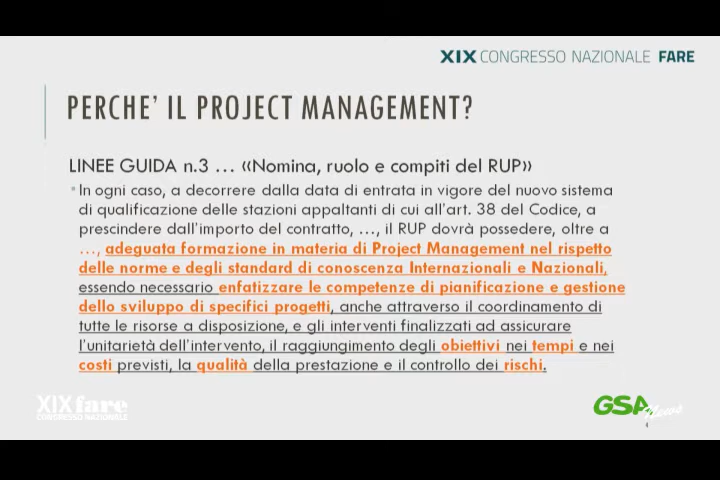 XIX CONGRESSO NAZIONALE FARE
PERCHE’ IL PROJECT MANAGEMENT?
LINEE GUIDA n.3 … «Nomina, ruolo e compiti del RUP»
In ogni caso, a decorrere dalla data di entrata in vigore del nuovo sistema
di qualificazione delle stazioni appaltanti di cui all’art. 38 del Codice, a
prescindere dall’importo del contratto, …, il RUP dovrà possedere, oltre a
…, adeguata formazione in materia di Project Management nel rispetto
delle norme e degli standard di conoscenza Internazionali e Nazionali,
essendo necessario enfatizzare le competenze di pianificazione e gestione
dello sviluppo di specifici progetti, anche attraverso il coordinamento di
tutte le risorse a disposizione, e gli interventi finalizzati ad assicurare
l’unitarietà dell’intervento, il raggiungimento degli obiettivi nei tempi e nei
costi previsti, la qualità della prestazione e il controllo dei rischi.
XIX fare
CONGRESSO NAZIONALE
GSA News